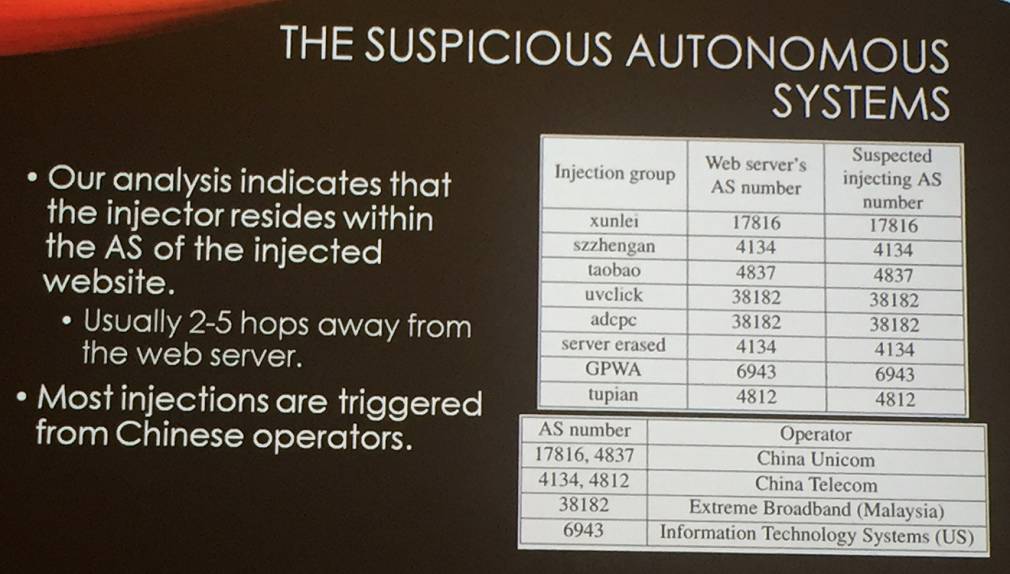 THE SUSPICIOUS AUTONOMOUS
SYSTEMS
• Our analysis indicates that
the injector resides within
the AS of the injected
website.
• Usually 2-5 hops away from
the web server.
• Most injections are triggered
from Chinese operators.
Injection group | Web server's AS number | Suspected injecting AS number
xunlei | 17816 | 17816
szzhengan | 4134 | 4134
taobao | 4837 | 4837
uvclick | 38182 | 38182
adcpc | 38182 | 38182
server erased | 4134 | 4134
GPWA | 6943 | 6943
tupian | 4812 | 4812
AS number | Operator
17816, 4837 | China Unicom
4134, 4812 | China Telecom
38182 | Extreme Broadband (Malaysia)
6943 | Information Technology Systems (US)